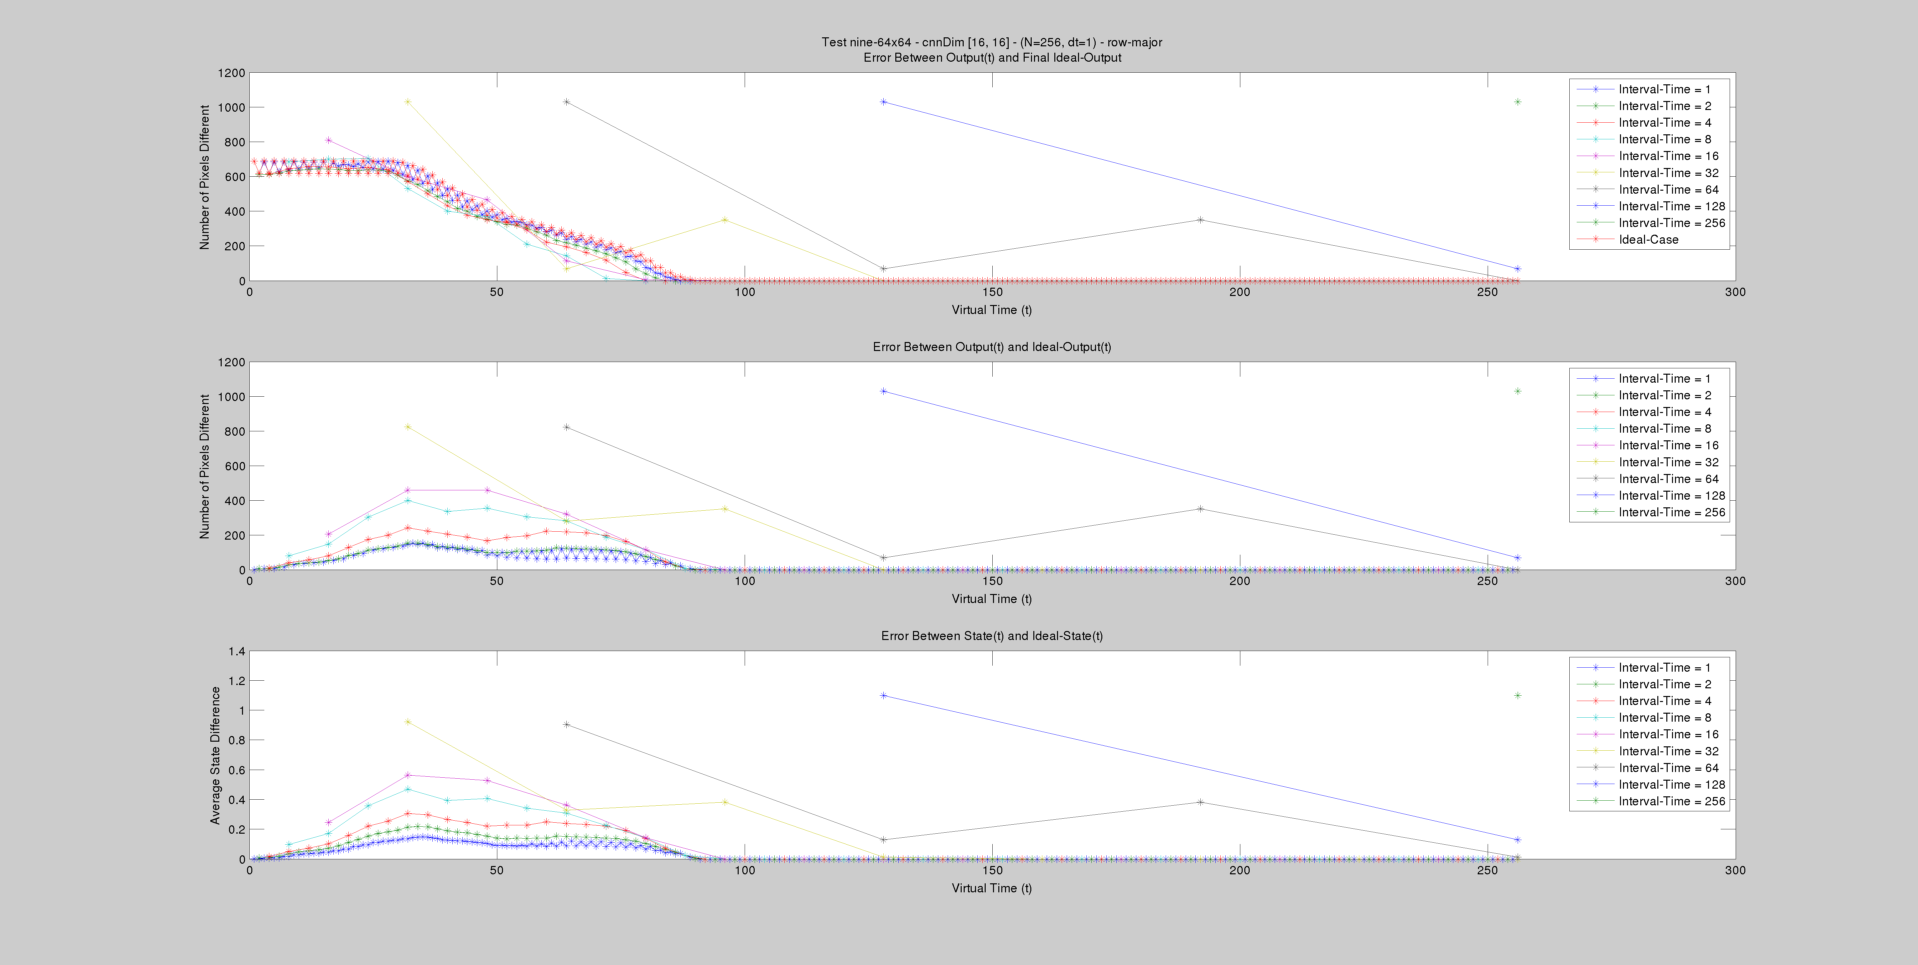 Test nine-64x64 - cnnDim [16, 16] - (N=256, dt=1) - row-major
Error Between Output(t) and Final Ideal-Output
Number of Pixels Different
1200
1000
800
600
400
200
0
0 50 100 150 200 250 300
Virtual Time (t)
Interval-Time = 1
Interval-Time = 2
Interval-Time = 4
Interval-Time = 8
Interval-Time = 16
Interval-Time = 32
Interval-Time = 64
Interval-Time = 128
Interval-Time = 256
Ideal-Case
Error Between Output(t) and Ideal-Output(t)
Number of Pixels Different
1200
1000
800
600
400
200
0
0 50 100 150 200 250 300
Virtual Time (t)
Interval-Time = 1
Interval-Time = 2
Interval-Time = 4
Interval-Time = 8
Interval-Time = 16
Interval-Time = 32
Interval-Time = 64
Interval-Time = 128
Interval-Time = 256
Error Between State(t) and Ideal-State(t)
Average State Difference
1.4
1.2
1
0.8
0.6
0.4
0.2
0
0 50 100 150 200 250 300
Virtual Time (t)
Interval-Time = 1
Interval-Time = 2
Interval-Time = 4
Interval-Time = 8
Interval-Time = 16
Interval-Time = 32
Interval-Time = 64
Interval-Time = 128
Interval-Time = 256